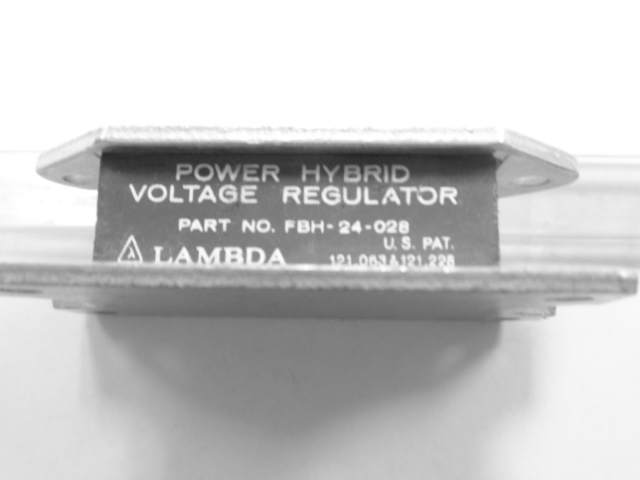 POWER HYBRID
VOLTAGE REGULATOR
PART NO. FBH-24-028
U.S. PAT.
λ LAMBDA 121,063 & 121,228